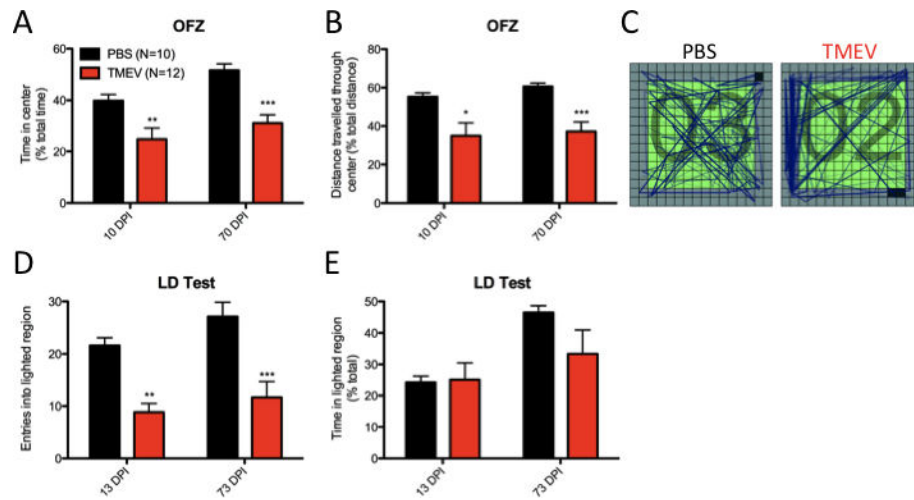 A
OFZ
PBS (N=10)
TMEV (N=12)
Time in center
(% total time)
60
40
20
0
**
***
10 DPI
70 DPI
B
OFZ
Distance travelled through
center (% total distance)
80
60
40
20
0
*
***
10 DPI
70 DPI
C
PBS
TMEV
03
02
D
LD Test
Entries into lighted region
30
20
10
0
**
***
13 DPI
73 DPI
E
LD Test
Time in lighted region
(% total)
50
40
30
20
10
0
13 DPI
73 DPI